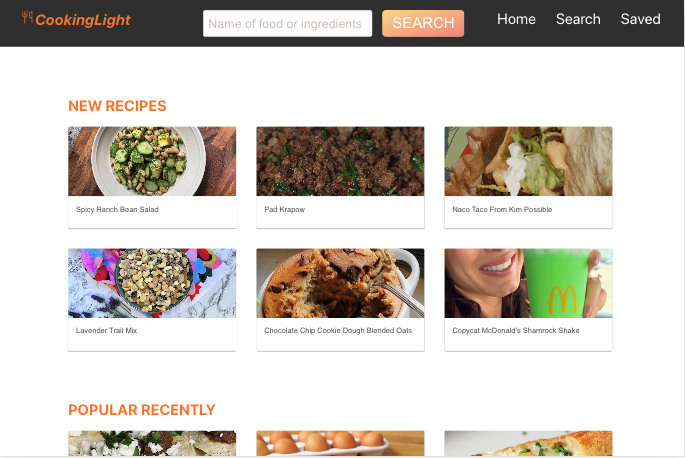 CookingLight
Name of food or ingredients
SEARCH
Home
Search
Saved
NEW RECIPES
Spicy Ranch Bean Salad
Pad Krapow
Naco Taco From Kim Possible
Lavender Trail Mix
Chocolate Chip Cookie Dough Blended Oats
Copycat McDonald's Shamrock Shake
POPULAR RECENTLY